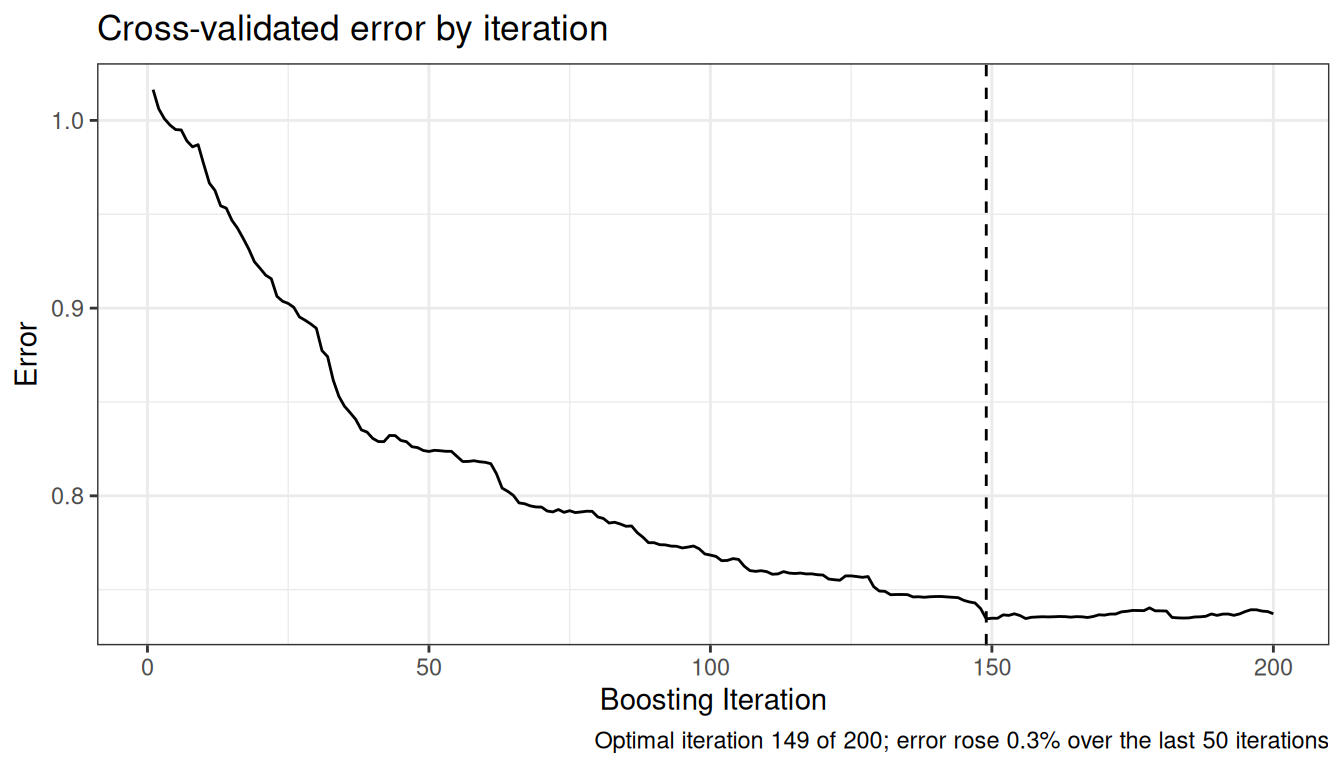 Cross-validated error by iteration
Error
1.0
0.9
0.8
0 50 100 150 200
Boosting Iteration
Optimal iteration 149 of 200; error rose 0.3% over the last 50 iterations